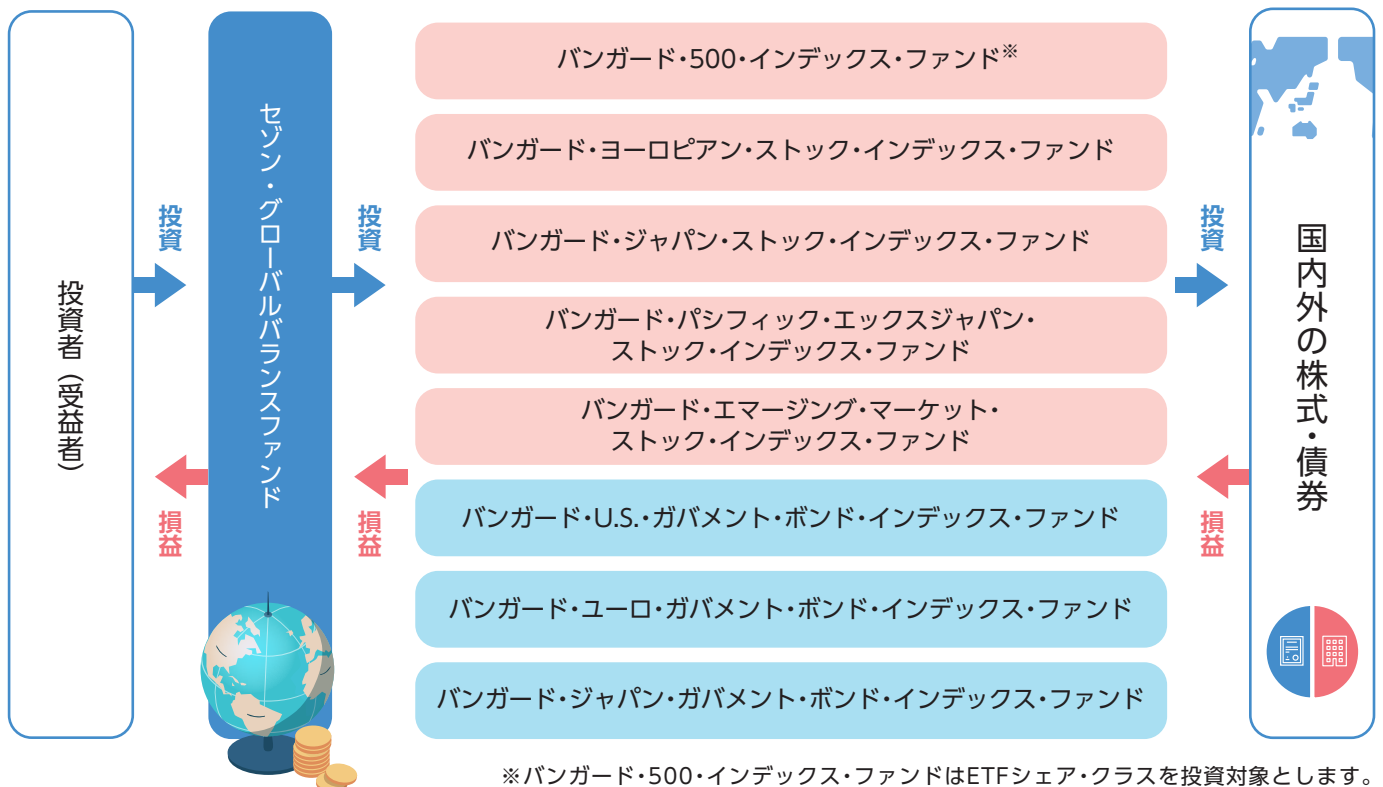 投資者（受益者）
投資
損益
セゾン・グローバルバランスファンド
投資
損益
バンガード・500・インデックス・ファンド※
バンガード・ヨーロピアン・ストック・インデックス・ファンド
バンガード・ジャパン・ストック・インデックス・ファンド
バンガード・パシフィック・エックスジャパン・
ストック・インデックス・ファンド
バンガード・エマージング・マーケット・
ストック・インデックス・ファンド
バンガード・U.S.・ガバメント・ボンド・インデックス・ファンド
バンガード・ユーロ・ガバメント・ボンド・インデックス・ファンド
バンガード・ジャパン・ガバメント・ボンド・インデックス・ファンド
投資
損益
国内外の株式・債券
※バンガード・500・インデックス・ファンドはETFシェア・クラスを投資対象とします。